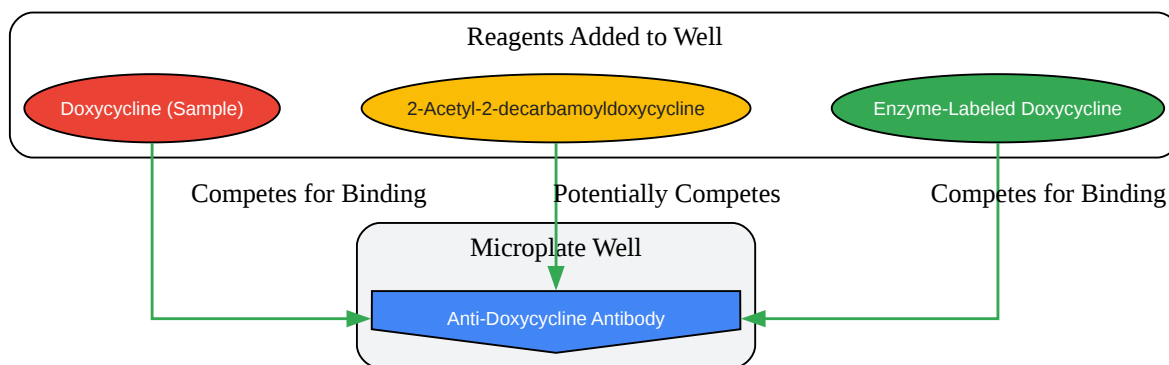 Reagents Added to Well
Doxycycline (Sample)
2-Acetyl-2-decarbamoyldoxycycline
Enzyme-Labeled Doxycycline
Competes for Binding
Potentially Competes
Competes for Binding
Microplate Well
Anti-Doxycycline Antibody